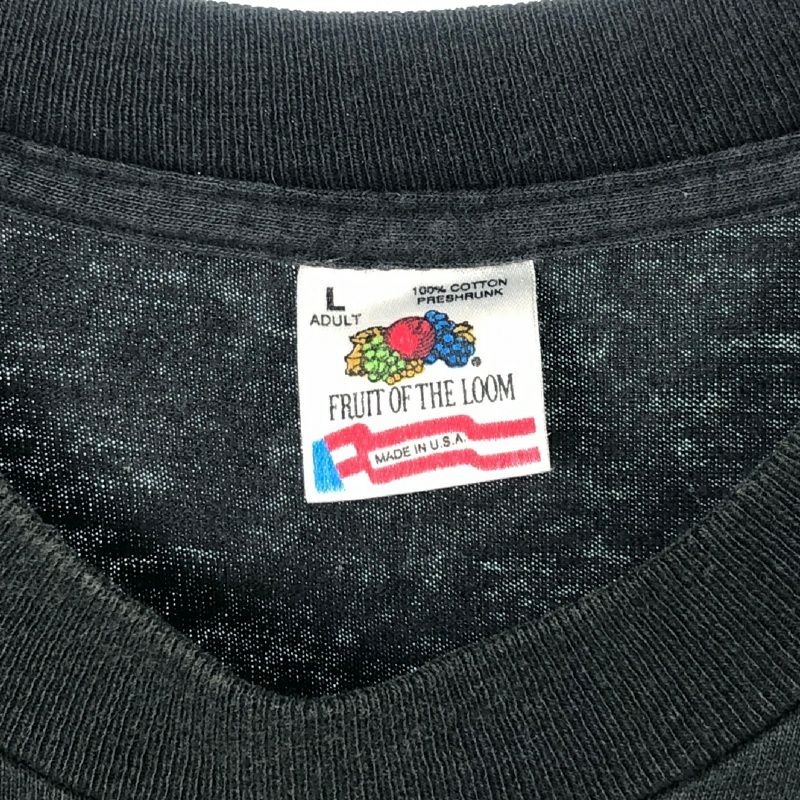 L
ADULT
100% COTTON
PRESHRUNK
®
FRUIT OF THE LOOM
MADE IN U.S.A.